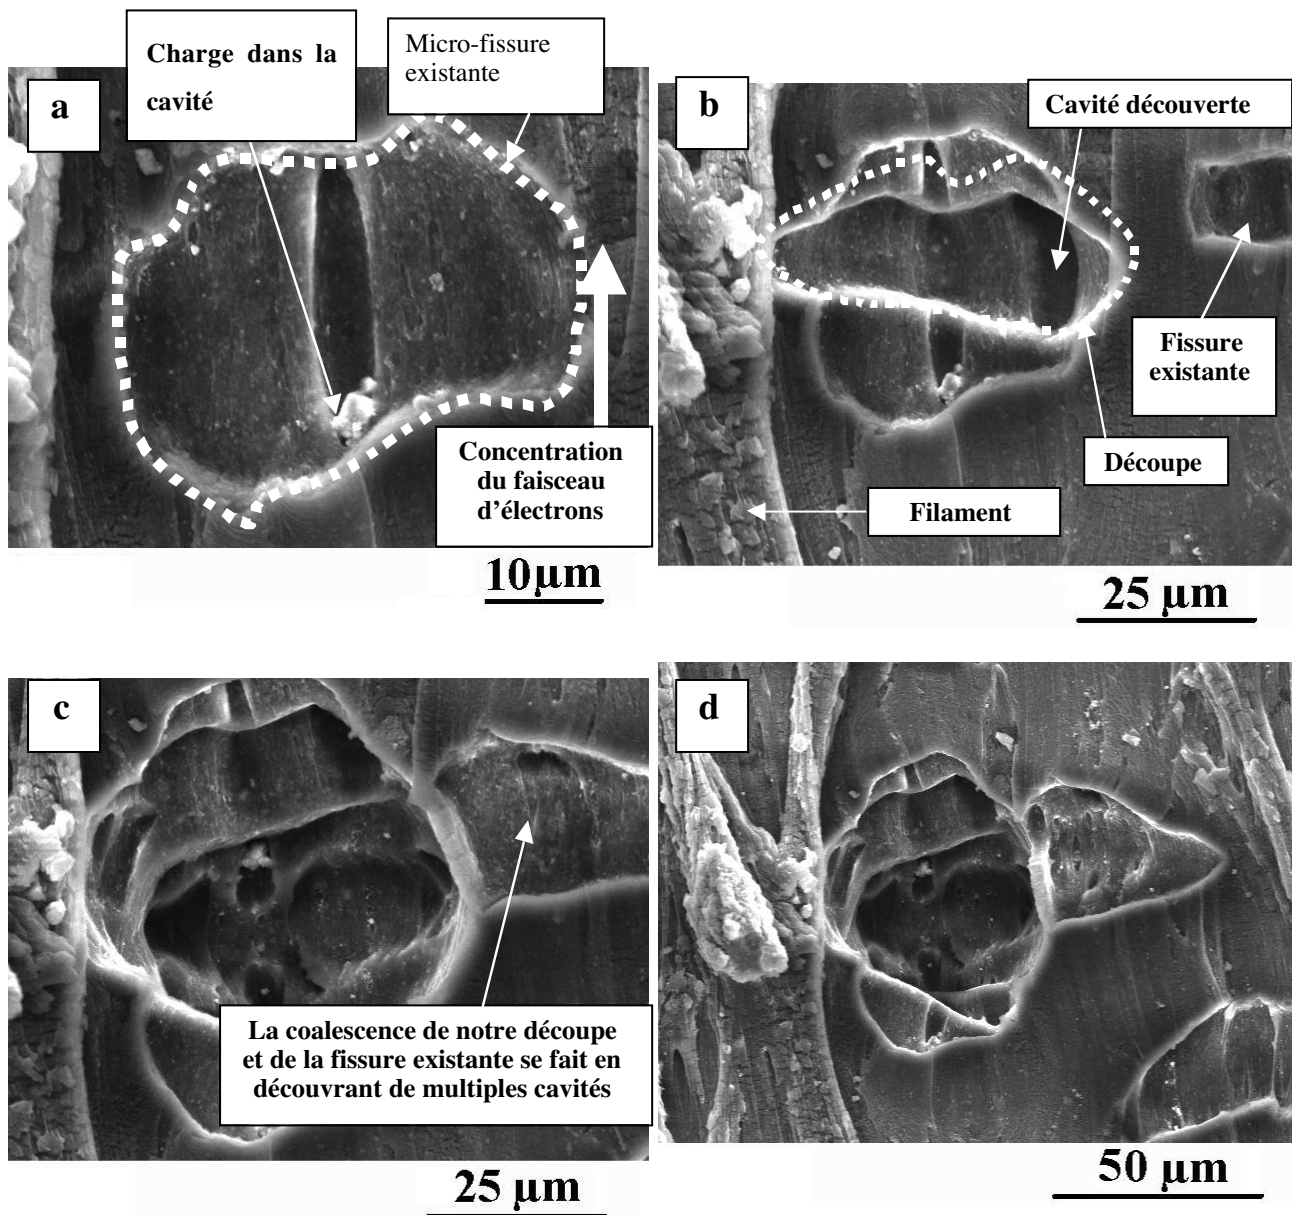 a
Charge dans la
cavité
Micro-fissure
existante
Concentration
du faisceau
d’électrons
10µm
b
Cavité découverte
Fissure
existante
Découpe
Filament
25 µm
c
La coalescence de notre découpe
et de la fissure existante se fait en
découvrant de multiples cavités
25 µm
d
50 µm